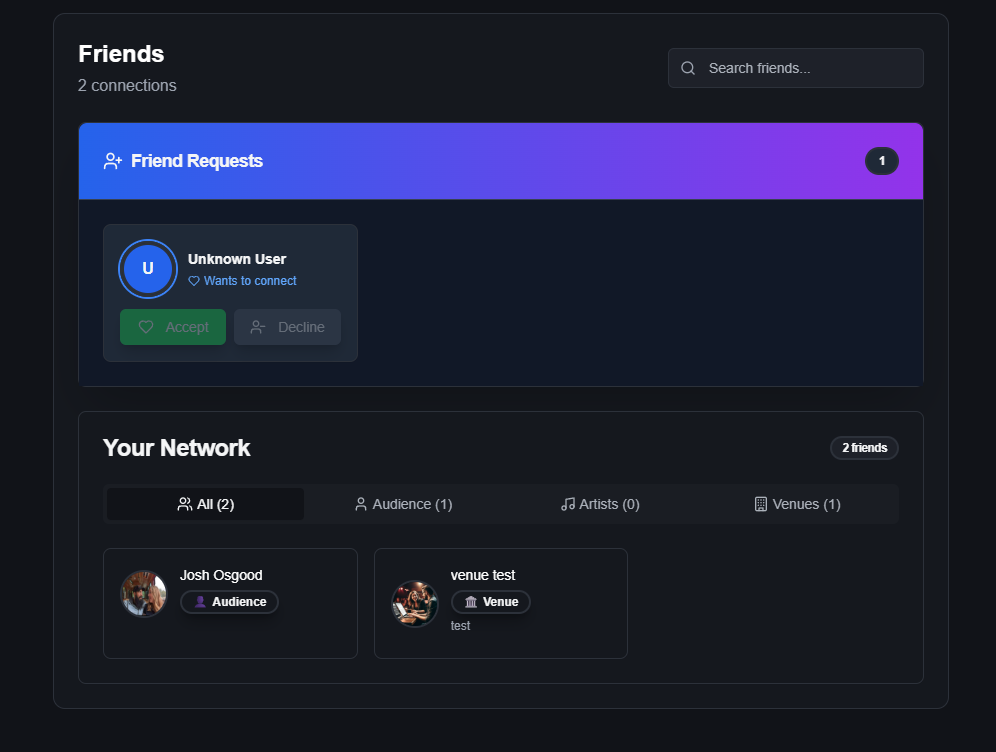 Friends
2 connections
Search friends...
Friend Requests
1
U
Unknown User
Wants to connect
Accept
Decline
Your Network
2 friends
All (2)
Audience (1)
Artists (0)
Venues (1)
Josh Osgood
Audience
venue test
Venue
test